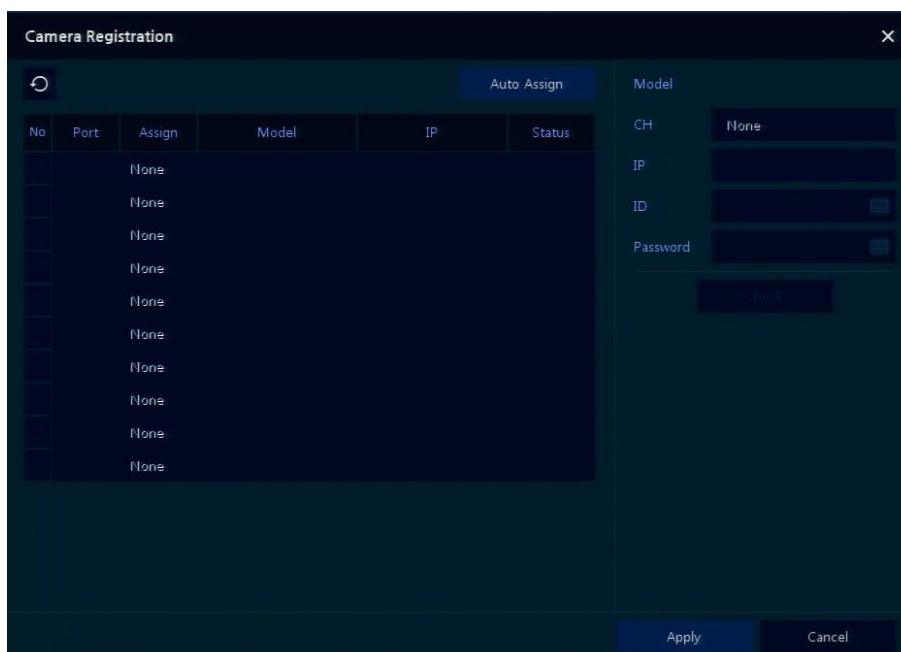 Camera Registration
Auto Assign
Model
No Port Assign Model IP Status
CH None
None
IP
None
ID
None
Password
None
Check
None
None
None
None
None
None
Apply Cancel